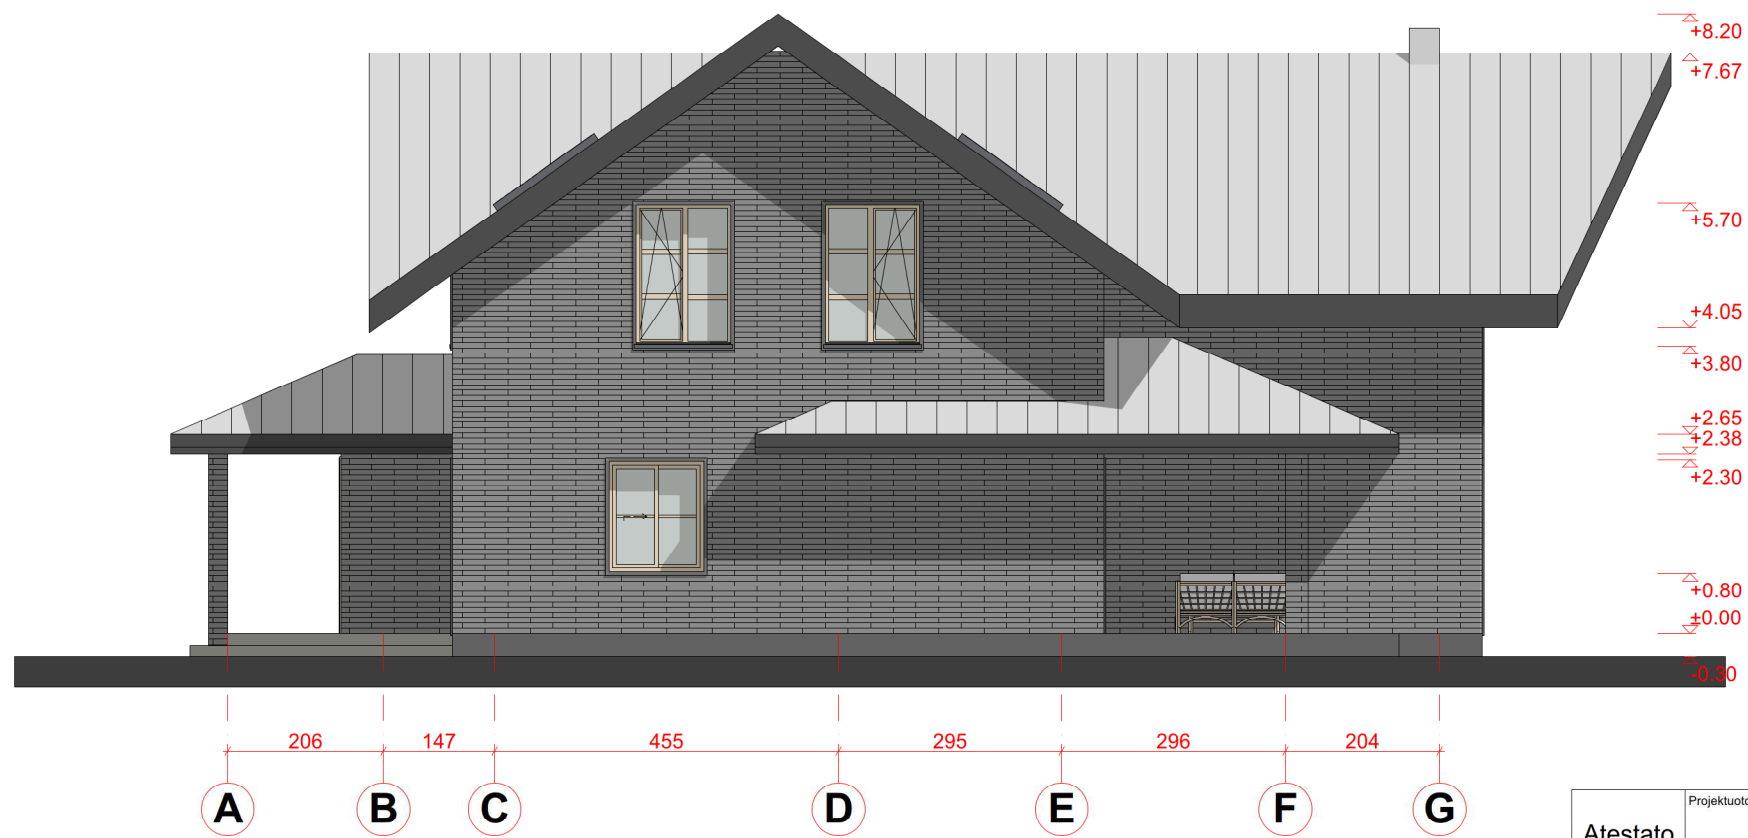 +8.20
+7.67
+5.70
+4.05
+3.80
+2.65
+2.38
+2.30
+0.80
±0.00
-0.30
206 147 455 295 296 204
A B C D E F G
Projektuoto
Atestato